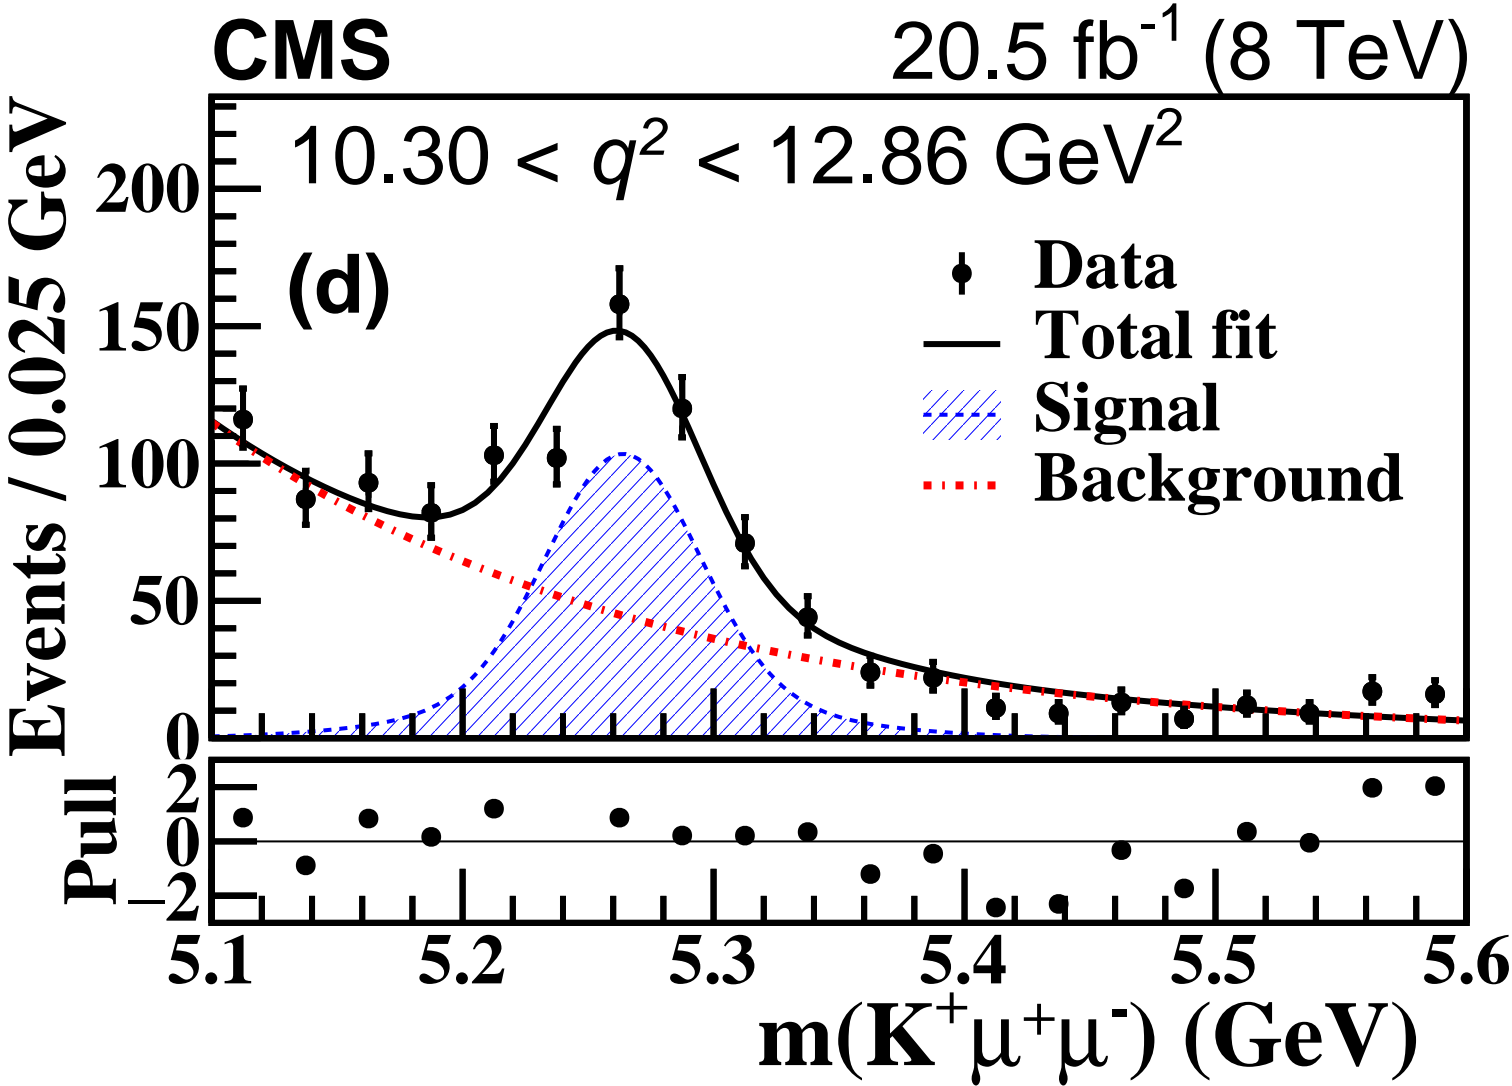 CMS 20.5 fb⁻¹ (8 TeV)
10.30 < q² < 12.86 GeV²
(d)
Data
Total fit
Signal
Background
Events / 0.025 GeV
200
150
100
50
0
Pull
2
0
−2
5.1 5.2 5.3 5.4 5.5 5.6
m(K⁺μ⁺μ⁻) (GeV)